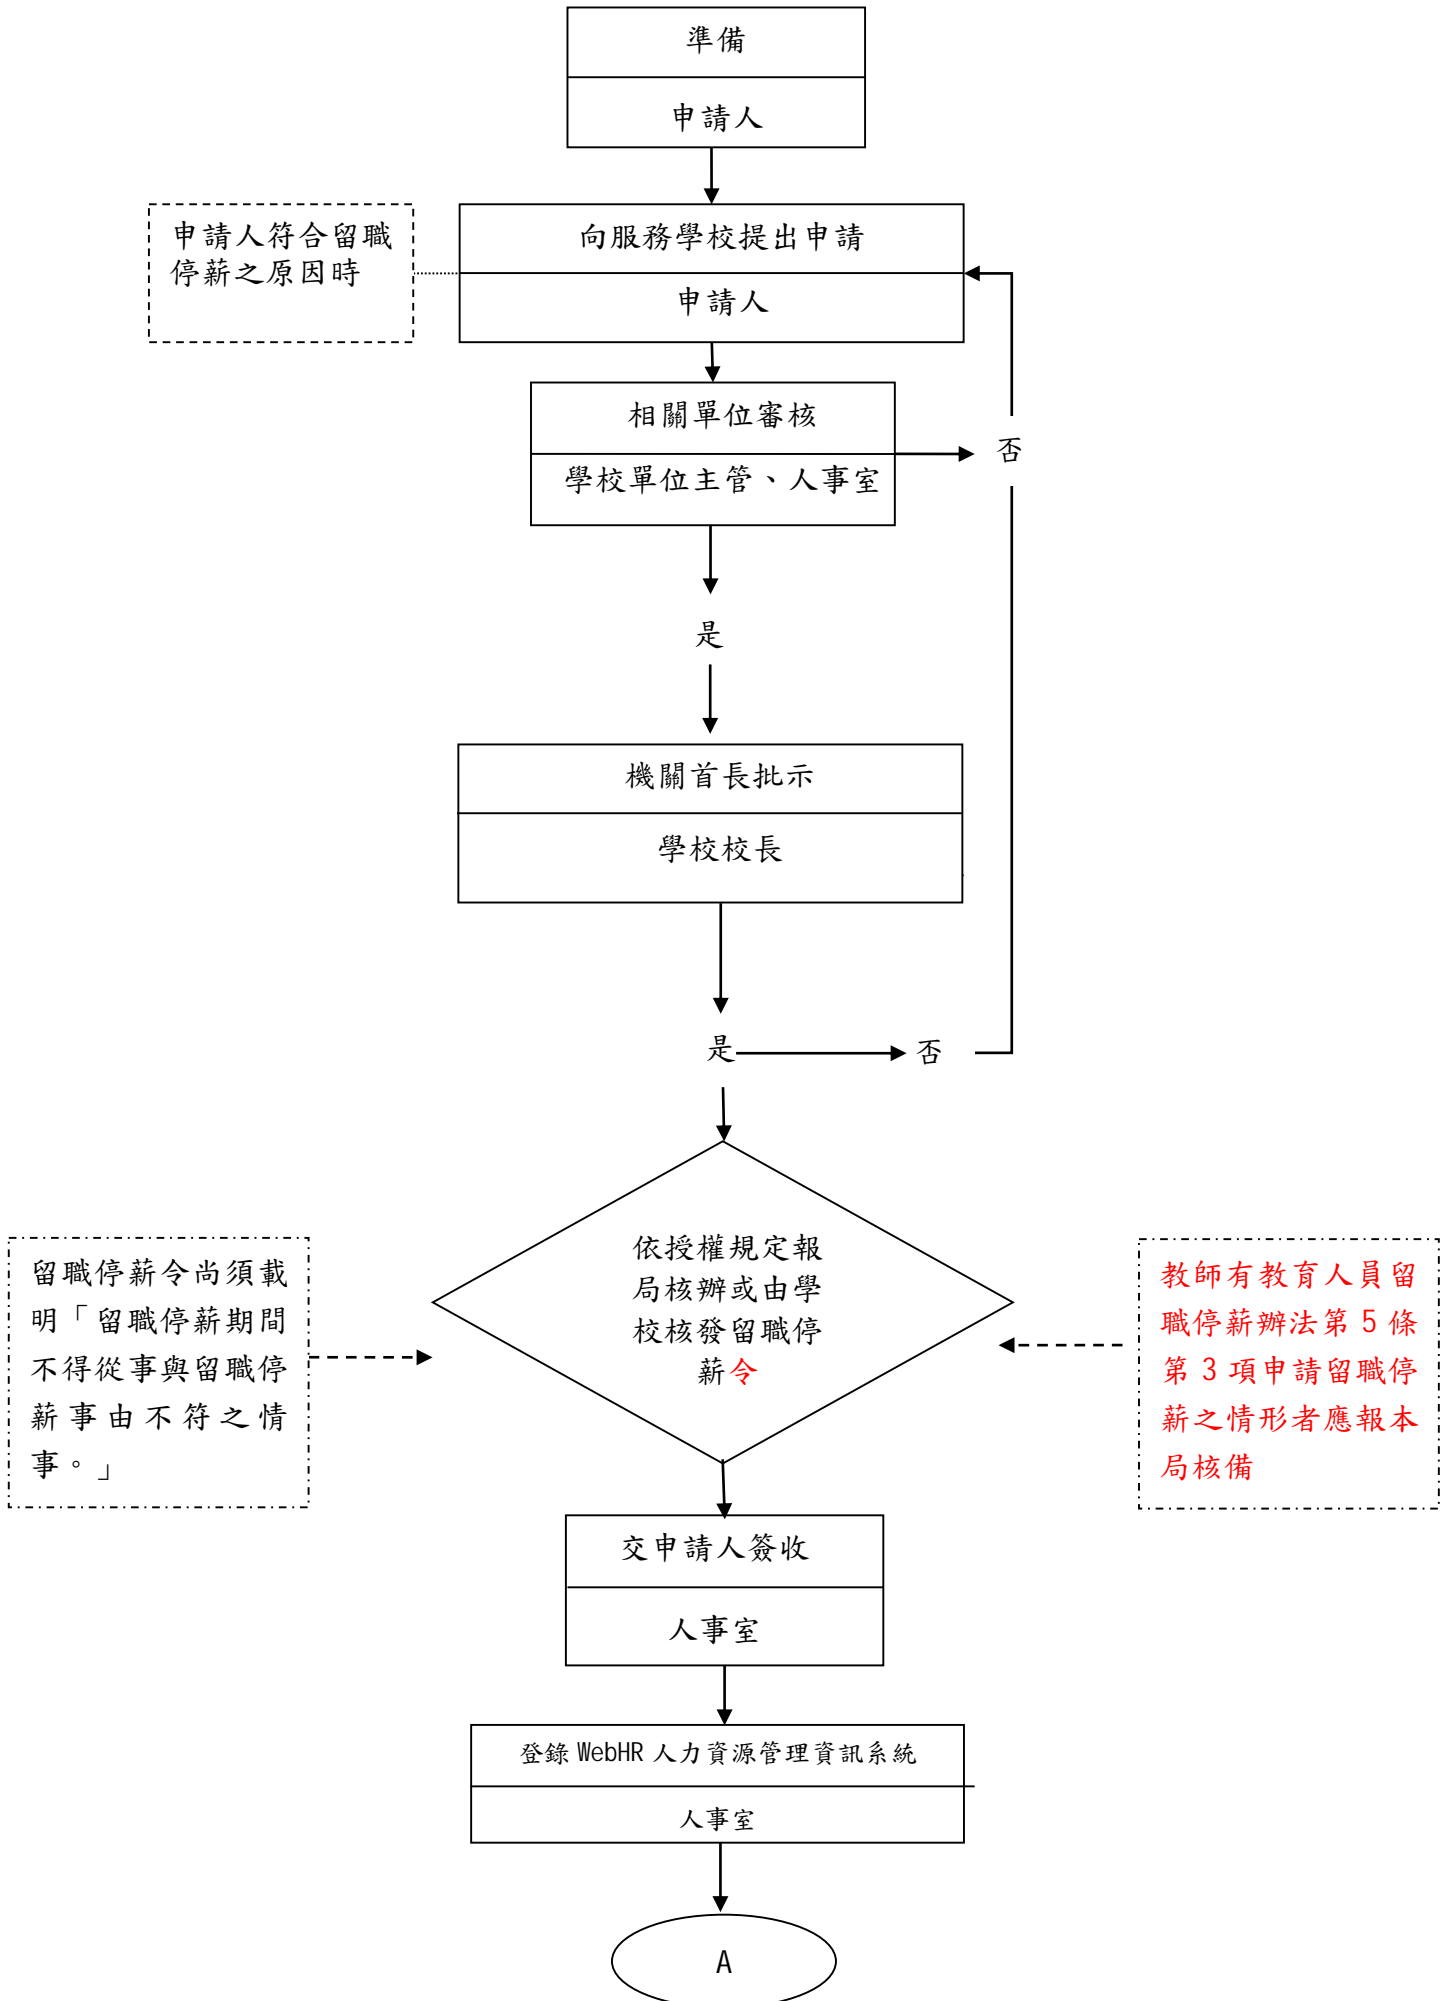 準備
申請人
申請人符合留職
停薪之原因時
向服務學校提出申請
申請人
相關單位審核
學校單位主管、人事室
否
是
機關首長批示
學校校長
是
否
依授權規定報
局核辦或由學
校核發留職停
薪令
留職停薪令尚須載
明「留職停薪期間
不得從事與留職停
薪事由不符之情
事。」
教師有教育人員留
職停薪辦法第 5 條
第 3 項申請留職停
薪之情形者應報本
局核備
交申請人簽收
人事室
登錄 WebHR 人力資源管理資訊系統
人事室
A